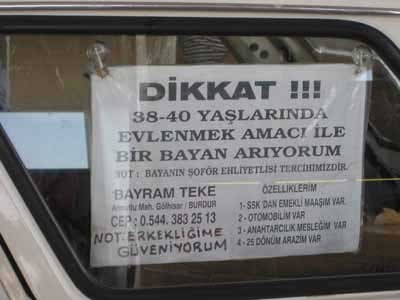 DİKKAT !!!
38-40 YAŞLARINDA
EVLENMEK AMACI İLE
BİR BAYAN ARIYORUM
NOT : BAYANIN ŞOFÖR EHLİYETLİSİ TERCİHİMİZDİR.
BAYRAM TEKE
Armutlu Mah. Gölhisar / BURDUR
CEP : 0.544. 383 25 13
NOT: ERKEKLİĞİME
GÜVENİYORUM
ÖZELLİKLERİM
1- SSK DAN EMEKLİ MAAŞIM VAR.
2 - OTOMOBİLİM VAR
3 - ANAHTARCILIK MESLEĞİM VAR
4 - 25 DÖNÜM ARAZİM VAR.